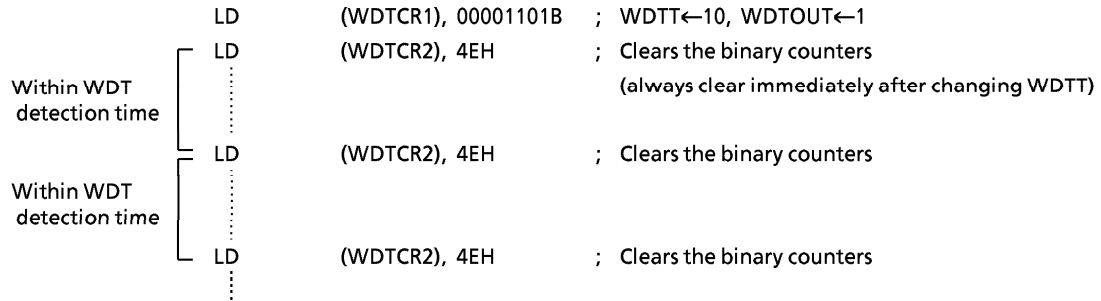 LD (WDTCR1), 00001101B ; WDTT←10, WDTOUT←1
LD (WDTCR2), 4EH ; Clears the binary counters
Within WDT (always clear immediately after changing WDTT)
detection time
LD (WDTCR2), 4EH ; Clears the binary counters
Within WDT
detection time
LD (WDTCR2), 4EH ; Clears the binary counters